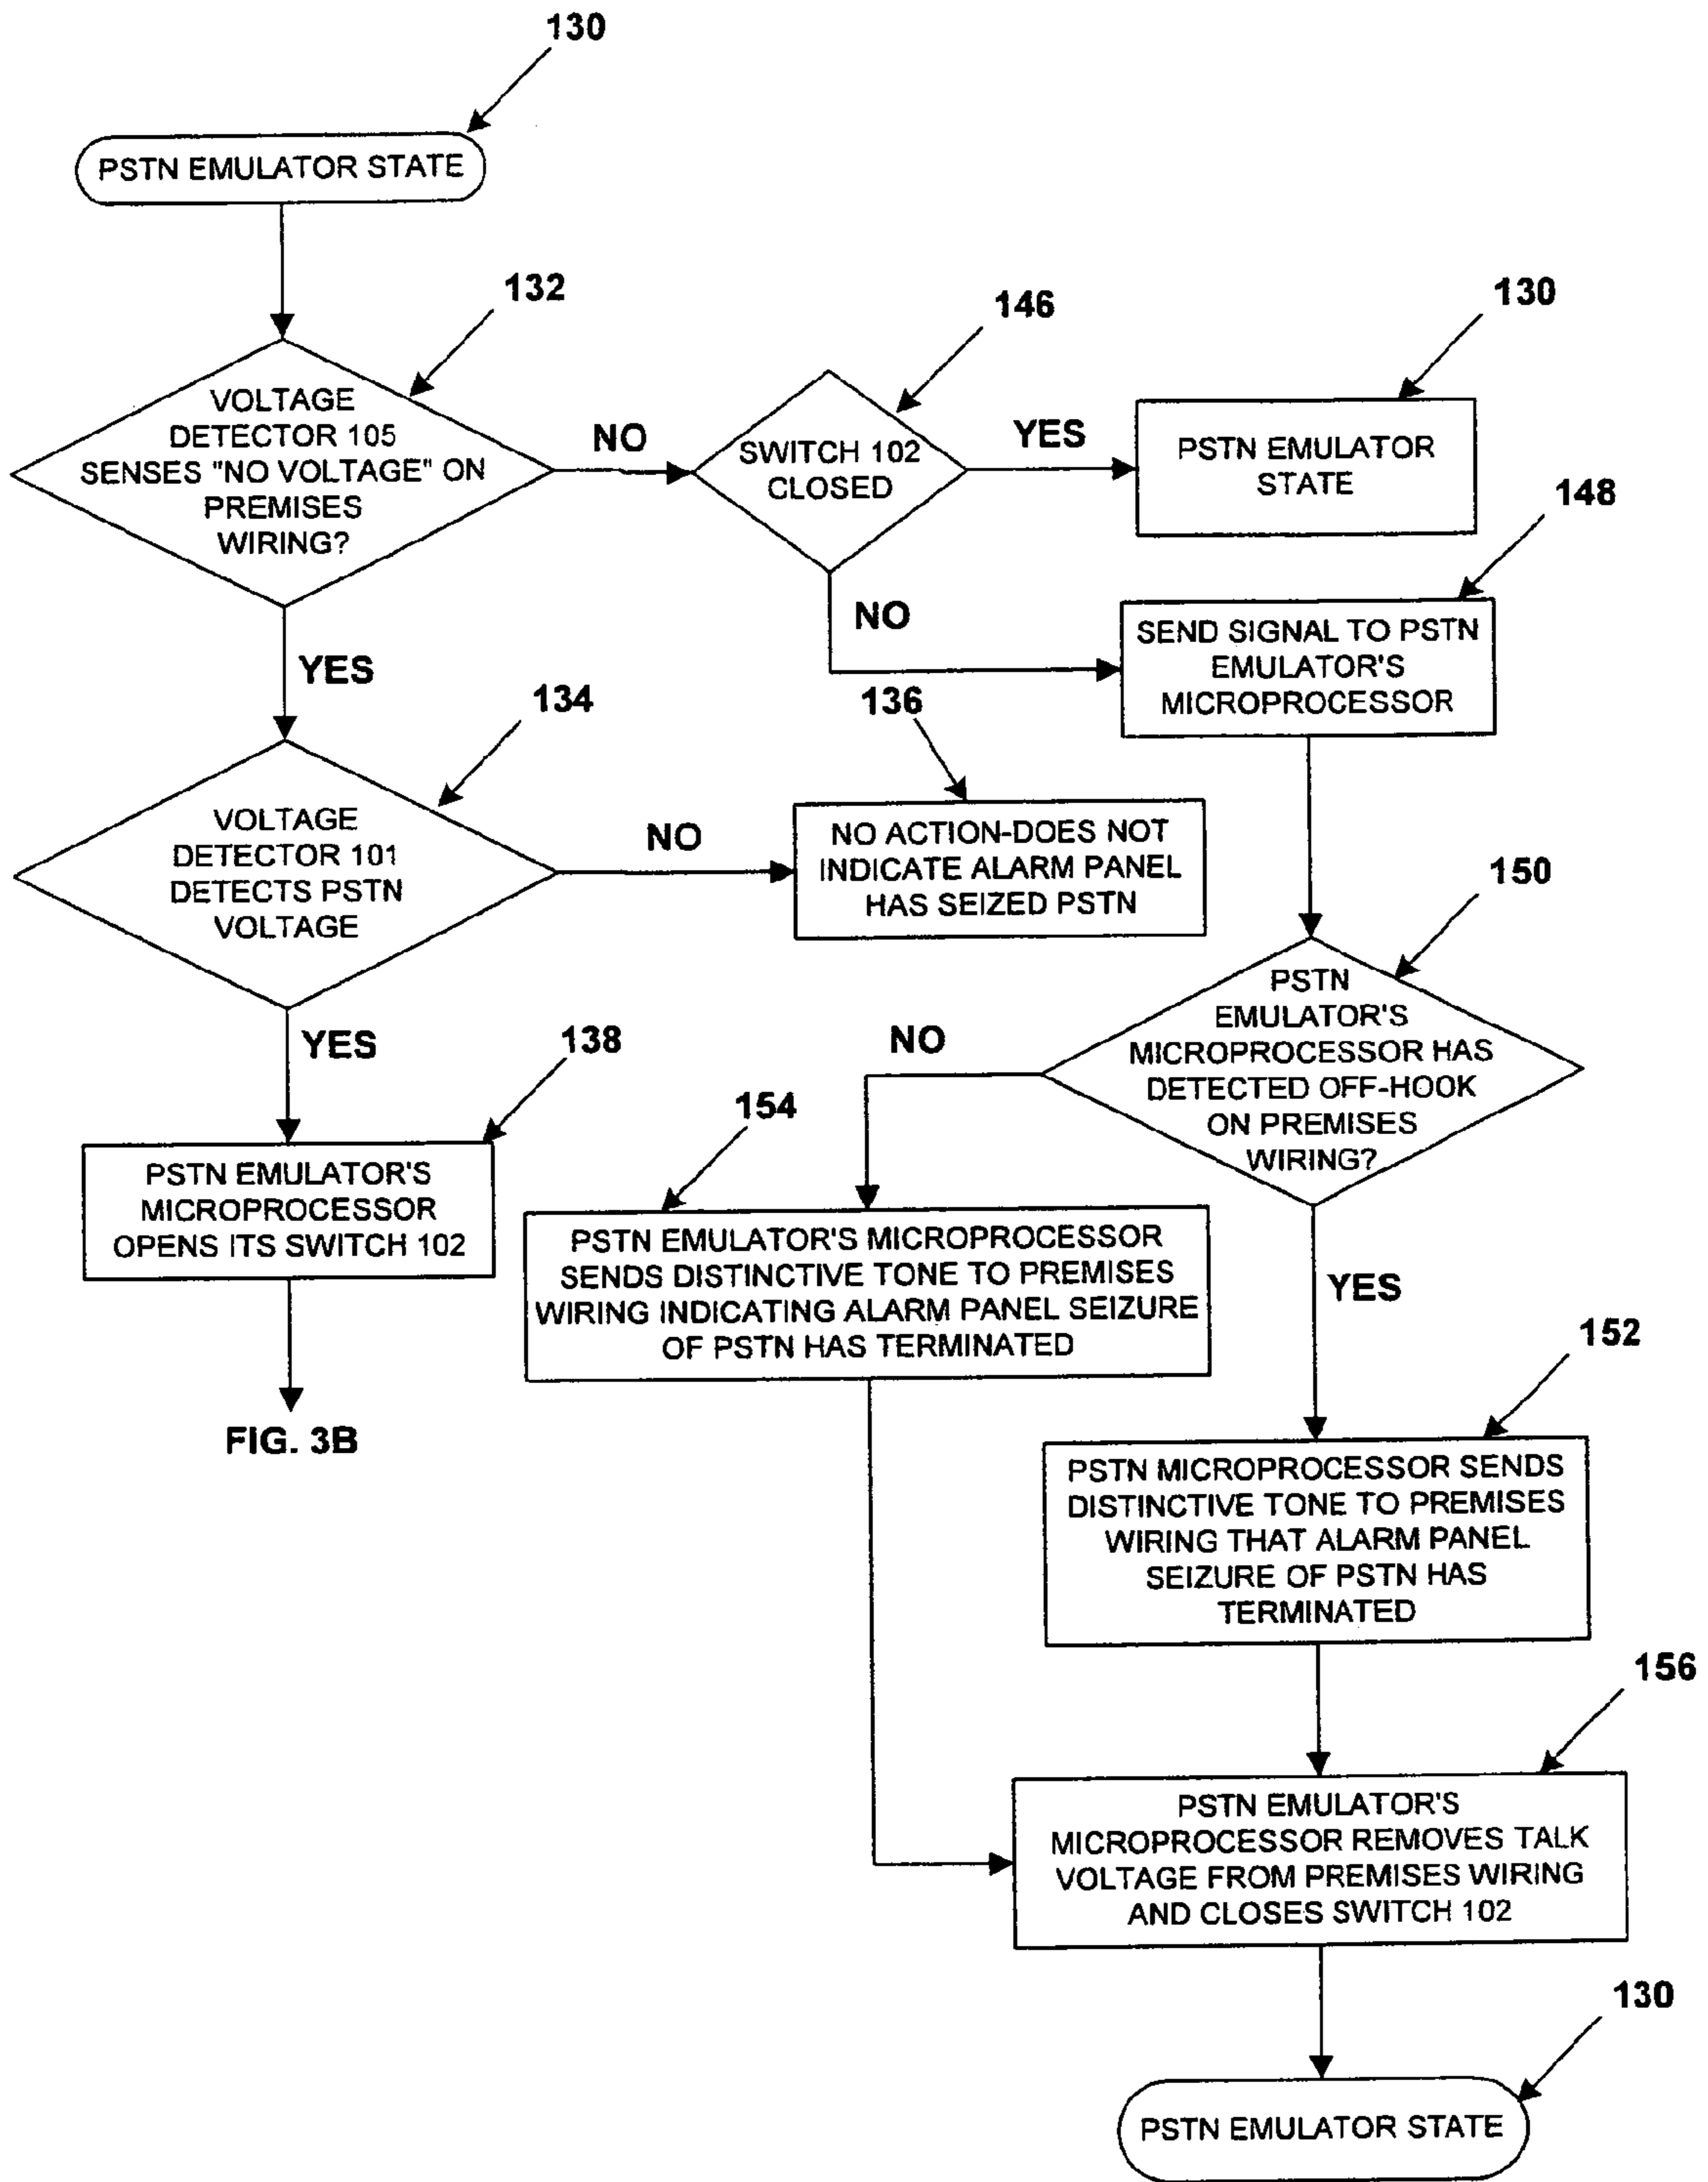 130
PSTN EMULATOR STATE
132
VOLTAGE
DETECTOR 105
SENSES "NO VOLTAGE" ON
PREMISES
WIRING?
NO
146
SWITCH 102
CLOSED
YES
130
PSTN EMULATOR
STATE
NO
148
SEND SIGNAL TO PSTN
EMULATOR'S
MICROPROCESSOR
YES
134
VOLTAGE
DETECTOR 101
DETECTS PSTN
VOLTAGE
NO
136
NO ACTION-DOES NOT
INDICATE ALARM PANEL
HAS SEIZED PSTN
150
PSTN
EMULATOR'S
MICROPROCESSOR HAS
DETECTED OFF-HOOK
ON PREMISES
WIRING?
YES
138
PSTN EMULATOR'S
MICROPROCESSOR
OPENS ITS SWITCH 102
FIG. 3B
NO
154
PSTN EMULATOR'S MICROPROCESSOR
SENDS DISTINCTIVE TONE TO PREMISES
WIRING INDICATING ALARM PANEL SEIZURE
OF PSTN HAS TERMINATED
YES
152
PSTN MICROPROCESSOR SENDS
DISTINCTIVE TONE TO PREMISES
WIRING THAT ALARM PANEL
SEIZURE OF PSTN HAS
TERMINATED
156
PSTN EMULATOR'S
MICROPROCESSOR REMOVES TALK
VOLTAGE FROM PREMISES WIRING
AND CLOSES SWITCH 102
130
PSTN EMULATOR STATE